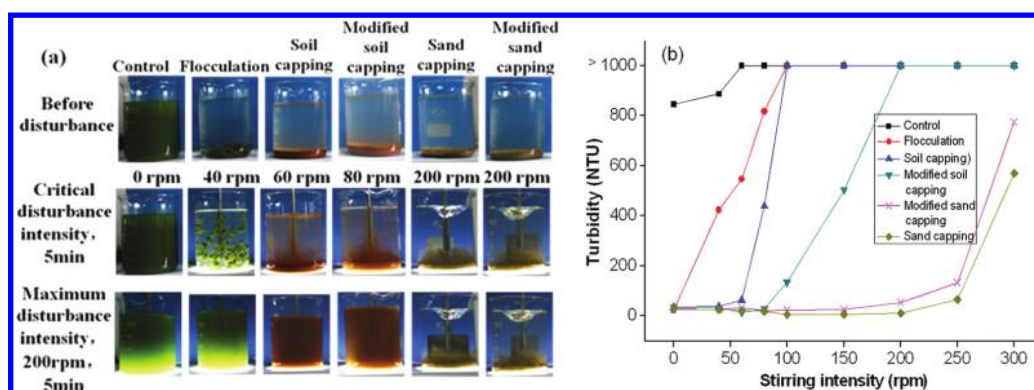 (a)
Control
Flocculation
Soil
capping
Modified
soil
capping
Sand
capping
Modified
sand
capping
Before
disturbance
Critical
disturbance
intensity,
5min
0 rpm 40 rpm 60 rpm 80 rpm 200 rpm 200 rpm
Maximum
disturbance
intensity,
200rpm,
5min
(b)
Turbidity (NTU)
> 1000
800
600
400
200
0
Control
Flocculation
Soil capping)
Modified soil
capping
Modified sand
capping
Sand capping
0 50 100 150 200 250 300
Stirring intensity (rpm)